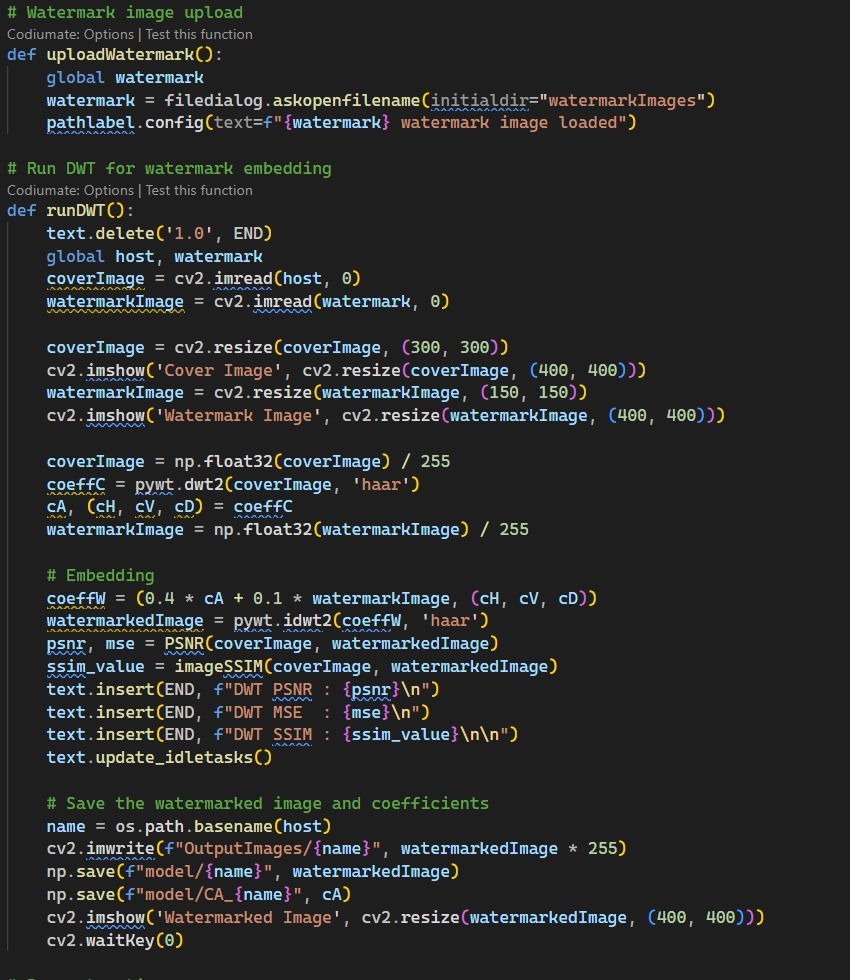 # Watermark image upload
Codiumate: Options | Test this function
def uploadWatermark():
    global watermark
    watermark = filedialog.askopenfilename(initialdir="watermarkImages")
    pathlabel.config(text=f"{watermark} watermark image loaded")
# Run DWT for watermark embedding
Codiumate: Options | Test this function
def runDWT():
    text.delete('1.0', END)
    global host, watermark
    coverImage = cv2.imread(host, 0)
    watermarkImage = cv2.imread(watermark, 0)
    coverImage = cv2.resize(coverImage, (300, 300))
    cv2.imshow('Cover Image', cv2.resize(coverImage, (400, 400)))
    watermarkImage = cv2.resize(watermarkImage, (150, 150))
    cv2.imshow('Watermark Image', cv2.resize(watermarkImage, (400, 400)))
    coverImage = np.float32(coverImage) / 255
    coeffC = pywt.dwt2(coverImage, 'haar')
    cA, (cH, cV, cD) = coeffC
    watermarkImage = np.float32(watermarkImage) / 255
    # Embedding
    coeffW = (0.4 * cA + 0.1 * watermarkImage, (cH, cV, cD))
    watermarkedImage = pywt.idwt2(coeffW, 'haar')
    psnr, mse = PSNR(coverImage, watermarkedImage)
    ssim_value = imageSSIM(coverImage, watermarkedImage)
    text.insert(END, f"DWT PSNR : {psnr}\n")
    text.insert(END, f"DWT MSE  : {mse}\n")
    text.insert(END, f"DWT SSIM : {ssim_value}\n\n")
    text.update_idletasks()
    # Save the watermarked image and coefficients
    name = os.path.basename(host)
    cv2.imwrite(f"OutputImages/{name}", watermarkedImage * 255)
    np.save(f"model/{name}", watermarkedImage)
    np.save(f"model/CA_{name}", cA)
    cv2.imshow('Watermarked Image', cv2.resize(watermarkedImage, (400, 400)))
    cv2.waitKey(0)